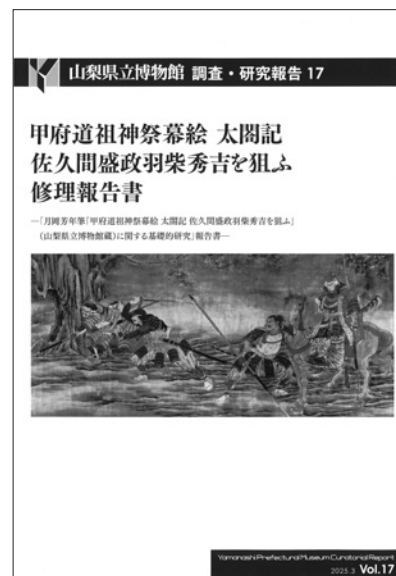 山梨県立博物館 調査・研究報告 17
甲府道祖神祭幕絵 太閤記
佐久間盛政羽柴秀吉を狙ふ
修理報告書
―「月岡芳年筆「甲府道祖神祭幕絵 太閤記 佐久間盛政羽柴秀吉を狙ふ」
(山梨県立博物館蔵)に関する基礎的研究」報告書―
Yamanashi Prefectural Museum Curatorial Report
2025.3 Vol.17